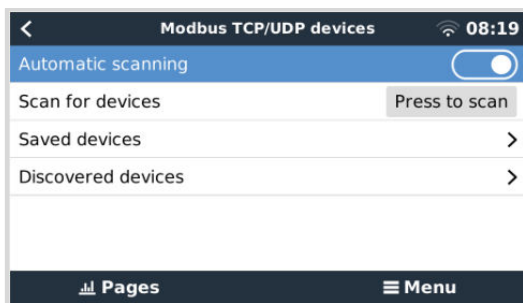 Modbus TCP/UDP devices 08:19
Automatic scanning
Scan for devices Press to scan
Saved devices
Discovered devices
Pages Menu